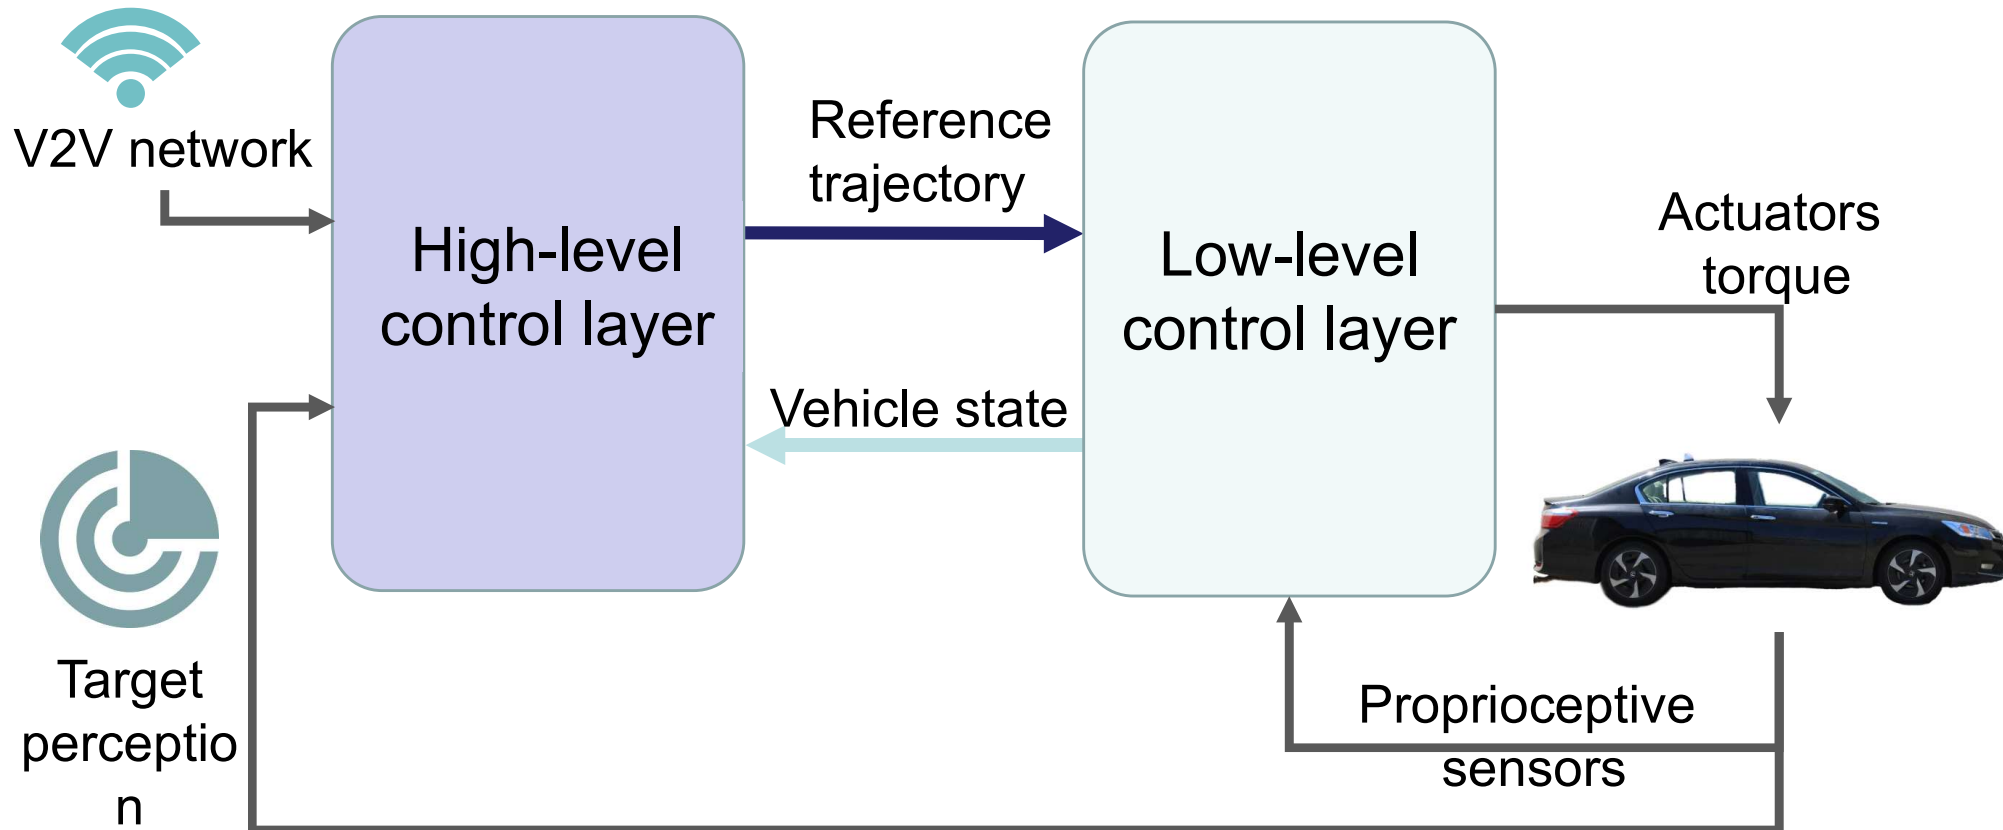 V2V network
High-level
control layer
Reference
trajectory
Vehicle state
Low-level
control layer
Actuators
torque
Target
perceptio
n
Proprioceptive
sensors